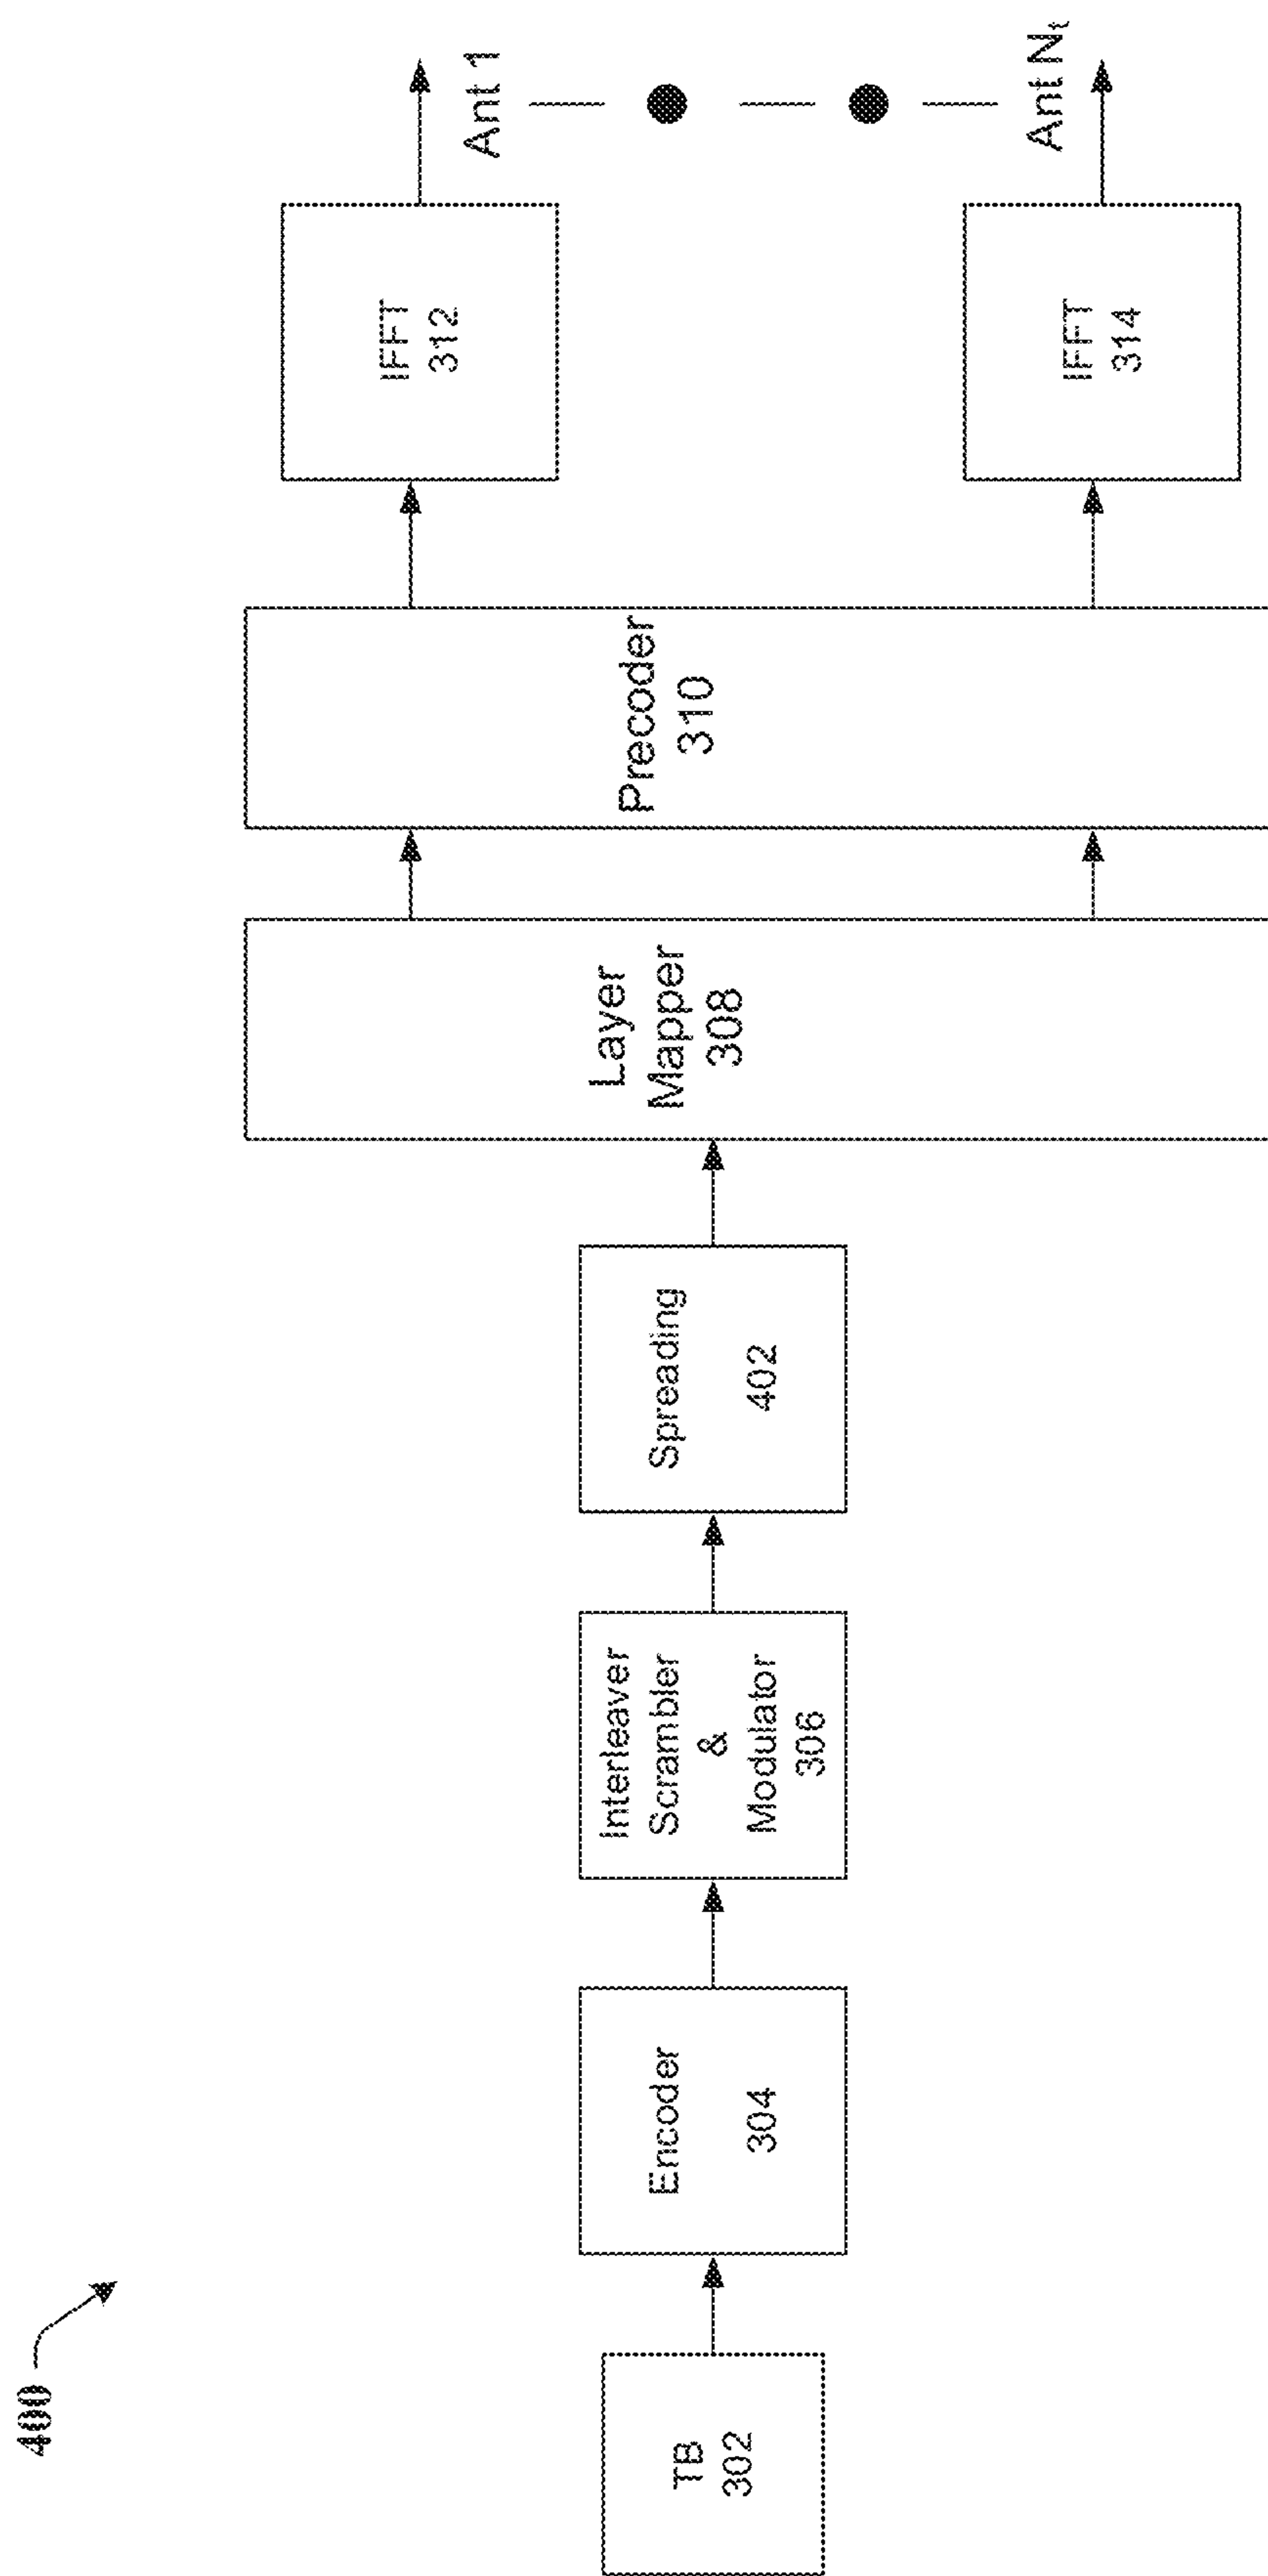 400
TB
302
Encoder
304
Interleaver
Scrambler
&
Modulator
306
Spreading
402
Layer
Mapper
308
Precoder
310
IFFT
312
IFFT
314
Ant 1
Ant Nt